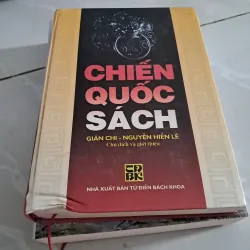 CHIẾN
QUỐC
SÁCH
GIẢN CHI - NGUYỄN HIẾN LÊ
Chú dịch và giới thiệu
NHÀ XUẤT BẢN TỪ ĐIỂN BÁCH KHOA